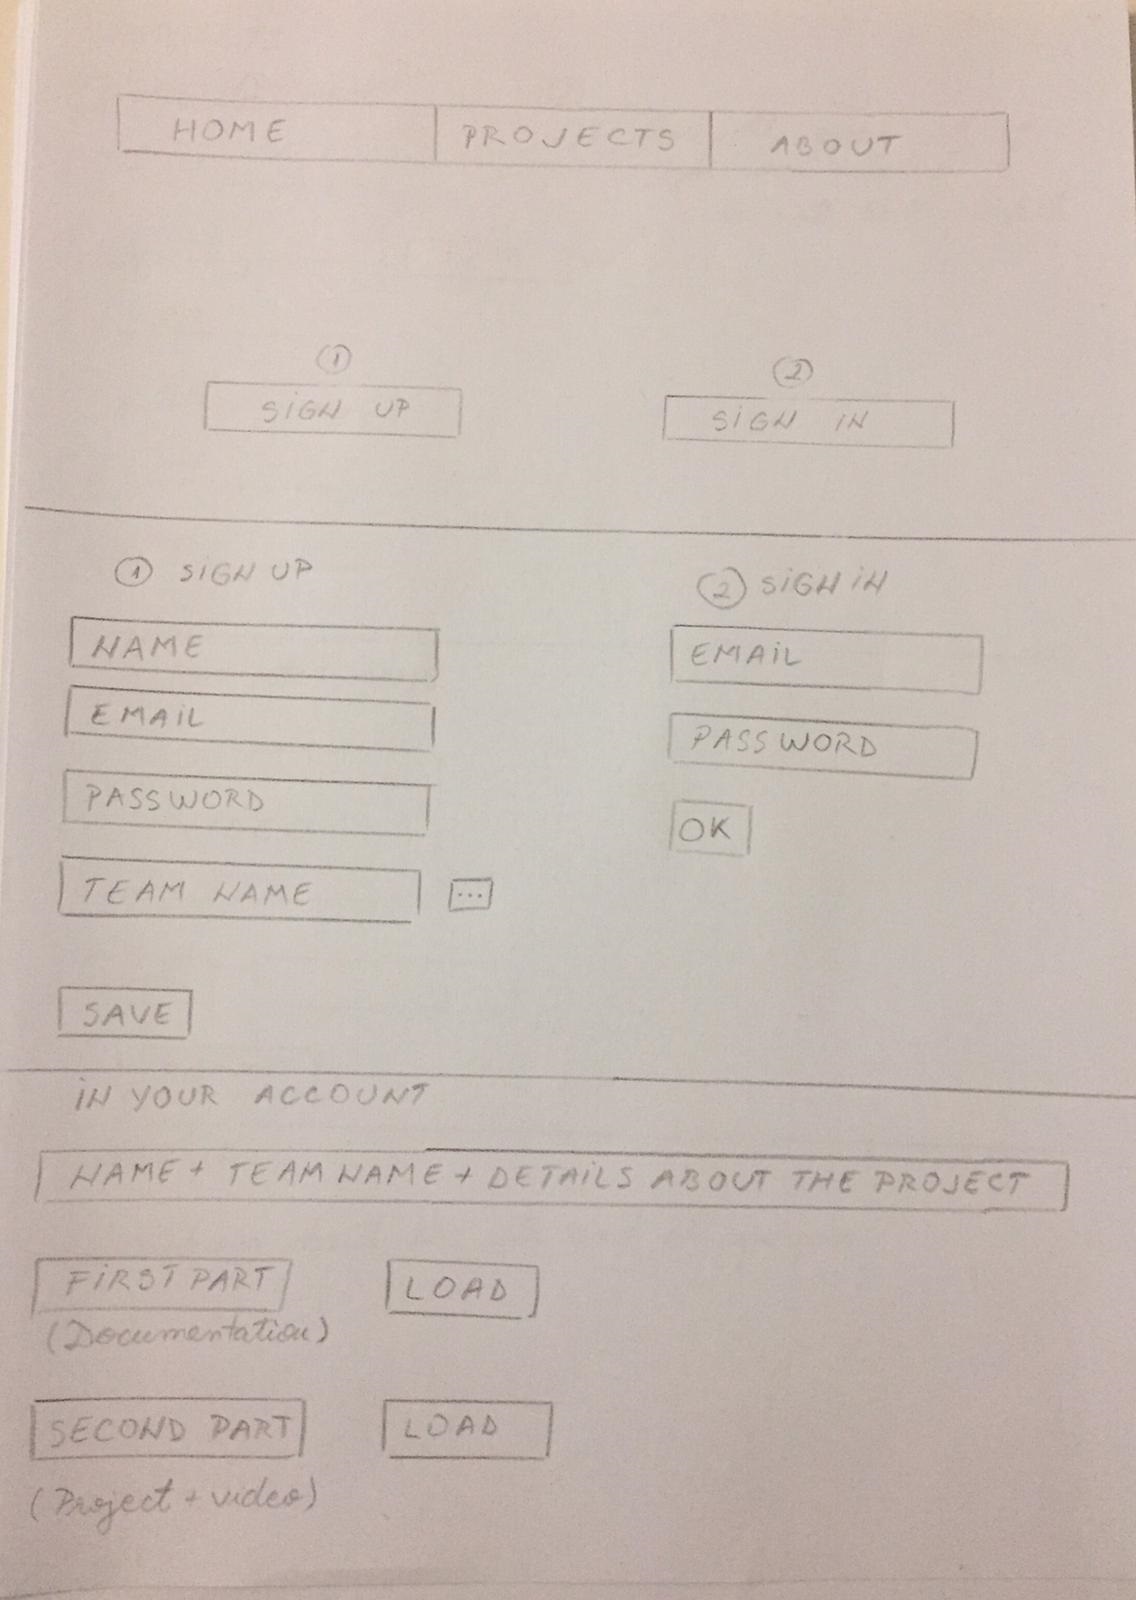 HOME PROJECTS ABOUT
1 2
SIGN UP SIGN IN
1 SIGN UP
NAME
EMAIL
PASSWORD
TEAM NAME ...
SAVE
2 SIGN IN
EMAIL
PASSWORD
OK
IN YOUR ACCOUNT
NAME + TEAM NAME + DETAILS ABOUT THE PROJECT
FIRST PART LOAD
(Documentation)
SECOND PART LOAD
(Project + video)